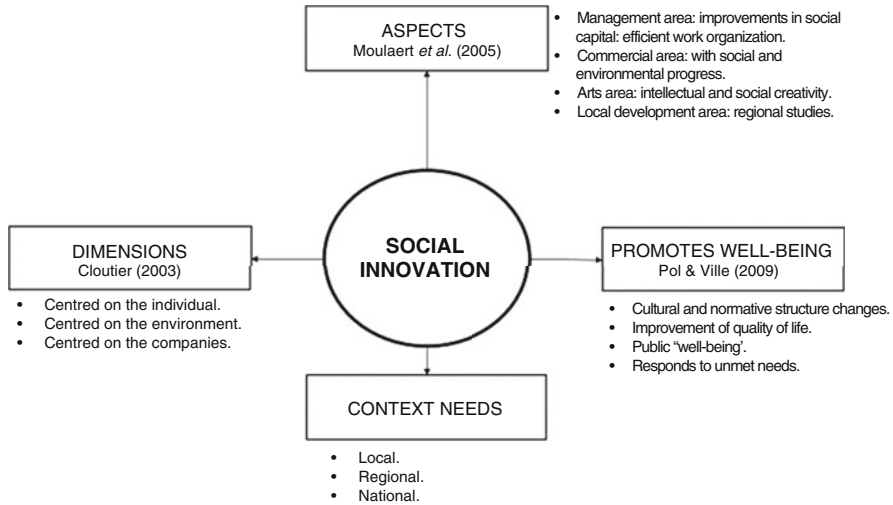 ASPECTS
Moulaert et al. (2005)
• Management area: improvements in social
capital: efficient work organization.
• Commercial area: with social and
environmental progress.
• Arts area: intellectual and social creativity.
• Local development area: regional studies.
DIMENSIONS
Cloutier (2003)
• Centred on the individual.
• Centred on the environment.
• Centred on the companies.
SOCIAL
INNOVATION
PROMOTES WELL-BEING
Pol & Ville (2009)
• Cultural and normative structure changes.
• Improvement of quality of life.
• Public “well-being’.
• Responds to unmet needs.
CONTEXT NEEDS
• Local.
• Regional.
• National.